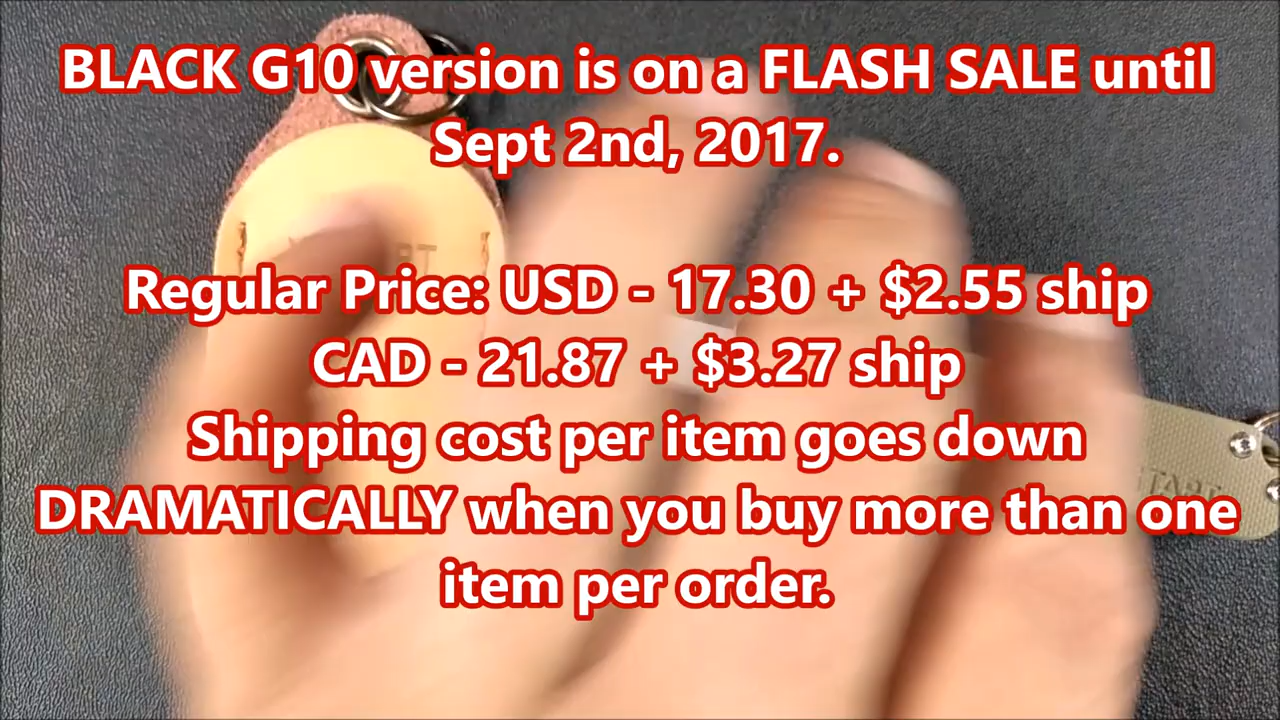 BLACK G10 version is on a FLASH SALE until
Sept 2nd, 2017.
Regular Price: USD - 17.30 + $2.55 ship
CAD - 21.87 + $3.27 ship
Shipping cost per item goes down
DRAMATICALLY when you buy more than one
item per order.